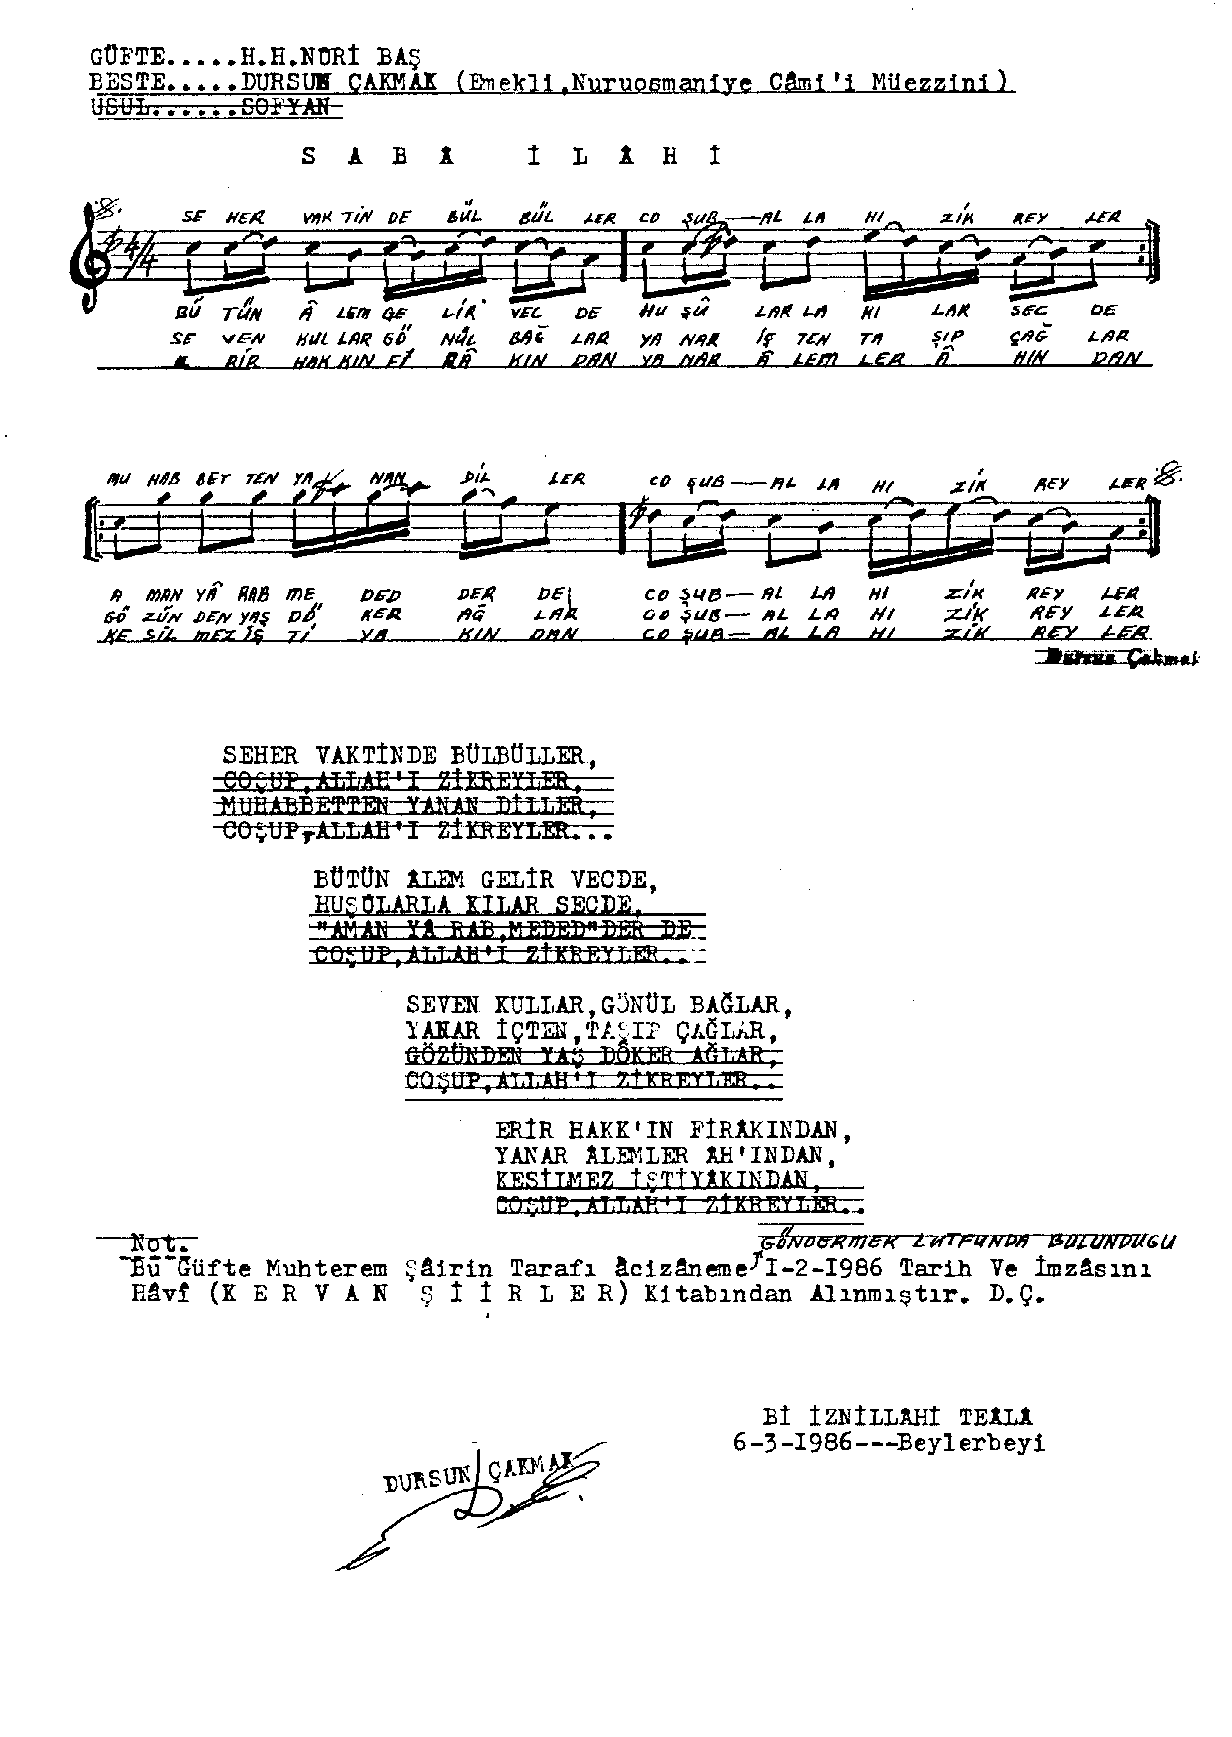 GÜFTE.....H.H.NURİ BAŞ
BESTE.....DURSUN ÇAKMAK (Emekli,Nuruosmaniye Câmi'i Müezzini)
USUL......SOFYAN
S A B Â İ L Â H İ
SE HER VAK TİN DE BÜL BÜL LER CO ŞUB—AL LA HI ZİK REY LER
4/4
BÜ TÜN Â LEM GE LİR VEC DE HU ŞÛ LAR LA KI LAR SEC DE
SE VEN KUL LAR GÖ NÜL BAĞ LAR YA NAR İÇ TEN TA ŞIP ÇAĞ LAR
E RİR HAK KIN Fİ RÂ KIN DAN YA NAR Â LEM LER Â HIN DAN
MU HAB BET TEN YA NAN DİL LER CO ŞUB—AL LA HI ZİK REY LER
A MAN YÂ RAB ME DED DER DE CO ŞUB—AL LA HI ZİK REY LER
GÖ ZÜN DEN YAŞ DÖ KER AĞ LAR CO ŞUB—AL LA HI ZİK REY LER
KE SİL MEZ İŞ Tİ YA KIN DAN CO ŞUB—AL LA HI ZİK REY LER
Dursun Çakmak
SEHER VAKTİNDE BÜLBÜLLER,
COŞUP,ALLAH'I ZİKREYLER,
MUHABBETTEN YANAN DİLLER,
COŞUP,ALLAH'I ZİKREYLER...
BÜTÜN ÂLEM GELİR VECDE,
HUŞÛLARLA KILAR SECDE,
"AMAN YÂ RAB,MEDED"DER DE
COŞUP,ALLAH'I ZİKREYLER..
SEVEN KULLAR,GÖNÜL BAĞLAR,
YANAR İÇTEN,TAŞIP ÇAĞLAR,
GÖZÜNDEN YAŞ DÖKER AĞLAR,
COŞUP,ALLAH'I ZİKREYLER..
ERİR HAKK'IN FİRÂKINDAN,
YANAR ÂLEMLER ÂH'INDAN,
KESİLMEZ İŞTİYÂKINDAN,
COŞUP,ALLAH'I ZİKREYLER..
Not.
GÖNDERMEK LUTFUNDA BULUNDUĞU
Bu Güfte Muhterem Şâirin Tarafı Âcizâneme I-2-I986 Tarih Ve İmzâsını
Hâvî (K E R V A N Ş İ İ R L E R) Kitabından Alınmıştır. D.Ç.
Bİ İZNİLLÂHİ TEÂLÂ
6-3-I986---Beylerbeyi
DURSUN ÇAKMAK